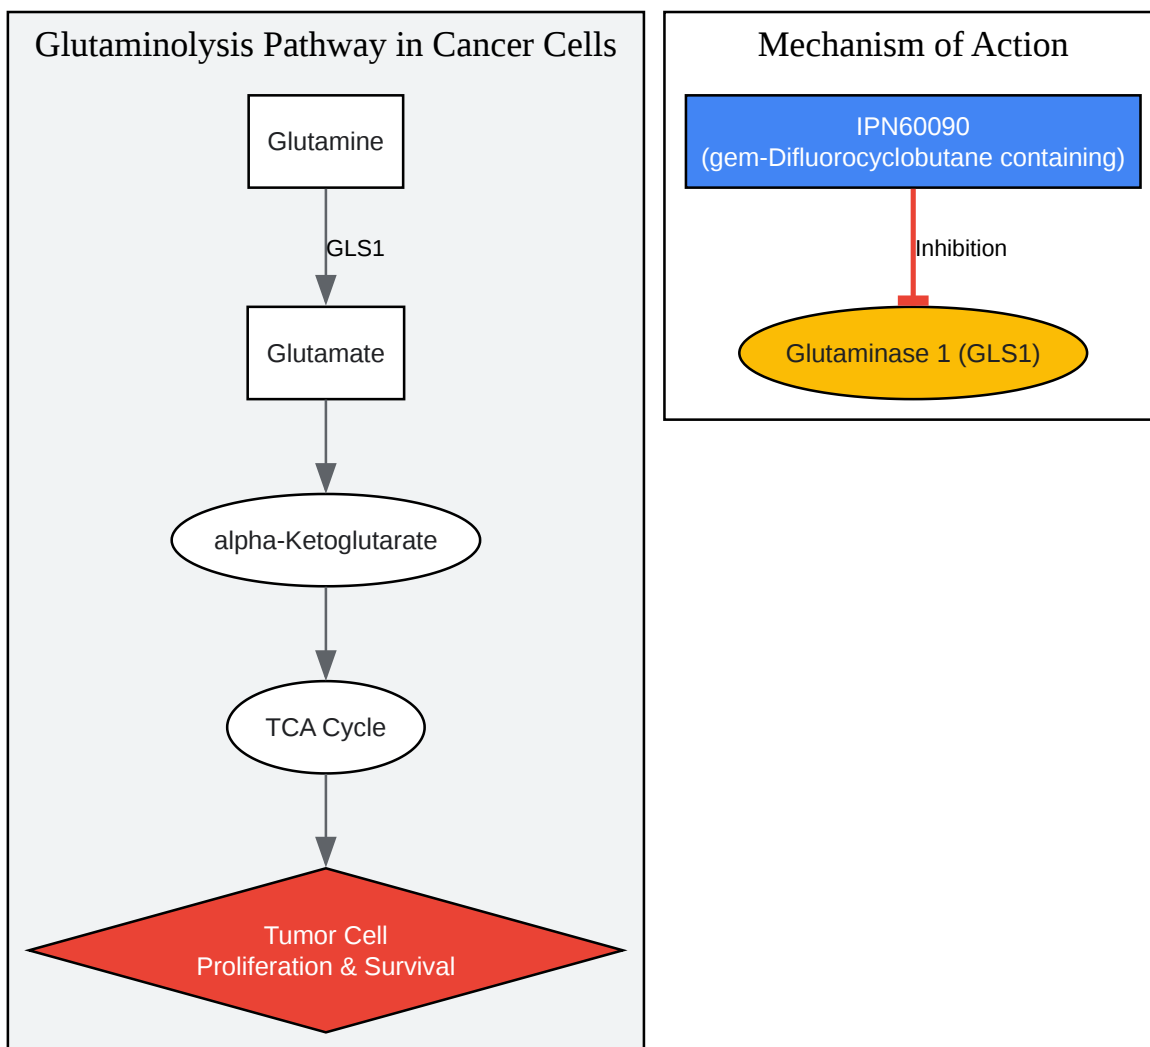 Glutaminolysis Pathway in Cancer Cells
Glutamine
GLS1
Glutamate
alpha-Ketoglutarate
TCA Cycle
Tumor Cell
Proliferation & Survival
Mechanism of Action
IPN60090
(gem-Difluorocyclobutane containing)
Inhibition
Glutaminase 1 (GLS1)